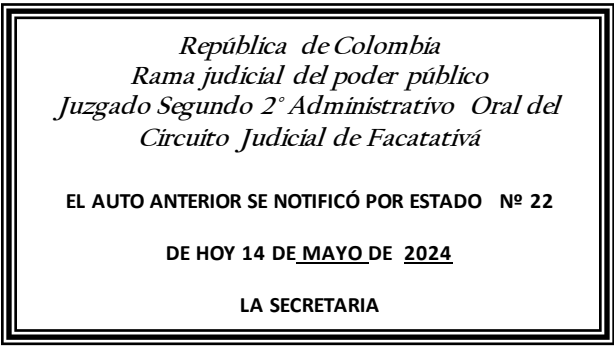 República de Colombia
Rama judicial del poder público
Juzgado Segundo 2° Administrativo Oral del
Circuito Judicial de Facatativá
EL AUTO ANTERIOR SE NOTIFICÓ POR ESTADO Nº 22
DE HOY 14 DE MAYO DE 2024
LA SECRETARIA